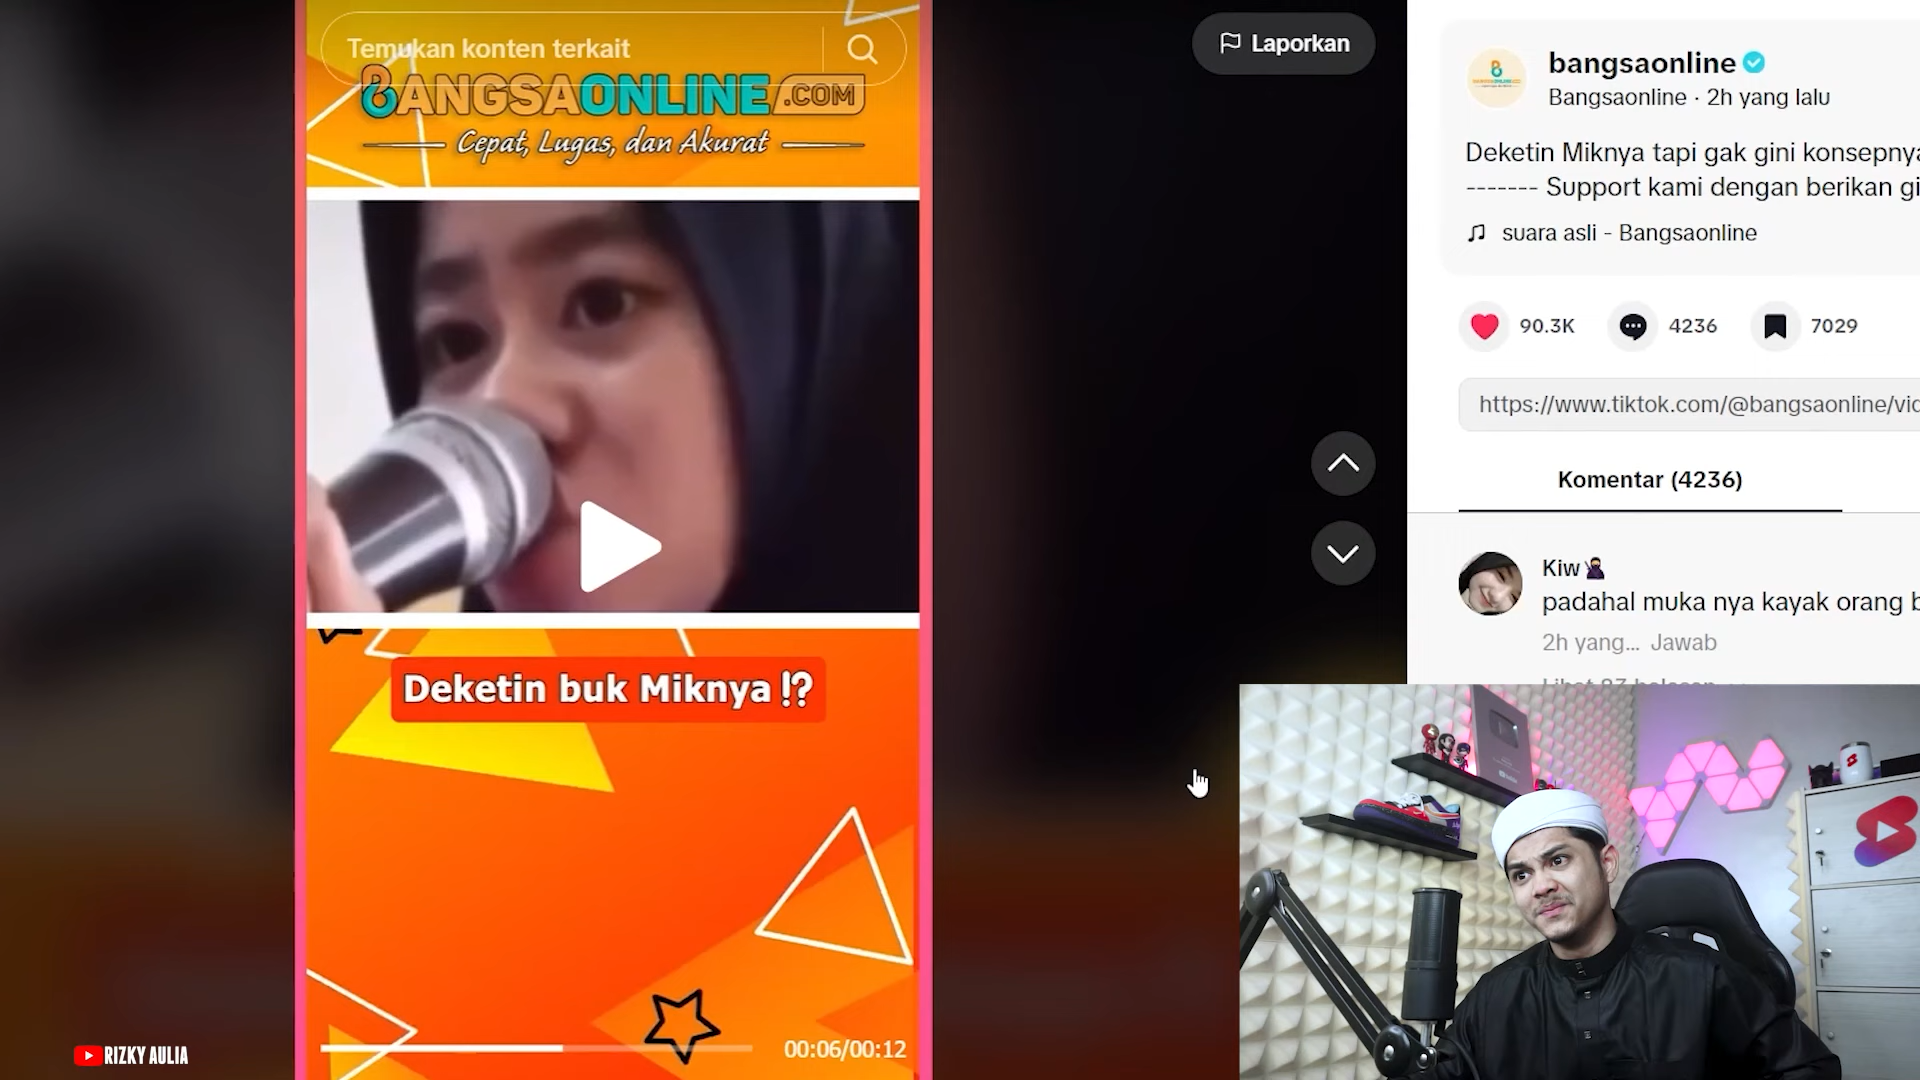 Temukan konten terkait
BANGSAONLINE.COM
Cepat, Lugas, dan Akurat
Deketin buk Miknya !?
00:06/00:12
RIZKY AULIA
Laporkan
bangsaonline
Bangsaonline · 2h yang lalu
Deketin Miknya tapi gak gini konsepnya
------- Support kami dengan berikan gi
suara asli - Bangsaonline
90.3K
4236
7029
https://www.tiktok.com/@bangsaonline/vid
Komentar (4236)
Kiw
padahal muka nya kayak orang b
2h yang... Jawab